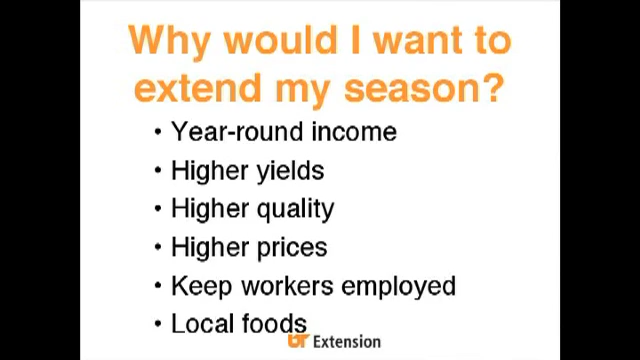 Why would I want to
extend my season?
• Year-round income
• Higher yields
• Higher quality
• Higher prices
• Keep workers employed
• Local foods
UT Extension